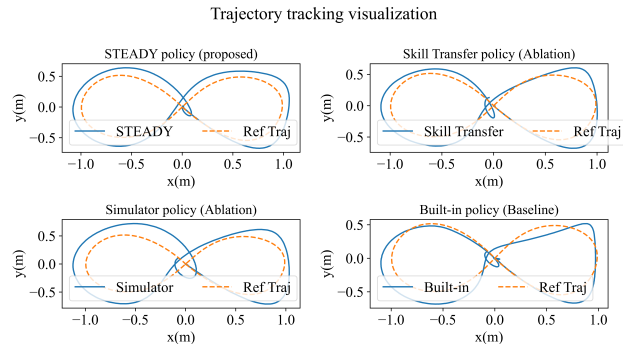 Trajectory tracking visualization
STEADY policy (proposed)
y(m)
0.5
0.0
−0.5
STEADY
Ref Traj
−1.0
−0.5
0.0
0.5
1.0
x(m)
Skill Transfer policy (Ablation)
y(m)
0.5
0.0
−0.5
Skill Transfer
Ref Traj
−1.0
−0.5
0.0
0.5
1.0
x(m)
Simulator policy (Ablation)
y(m)
0.5
0.0
−0.5
Simulator
Ref Traj
−1.0
−0.5
0.0
0.5
1.0
x(m)
Built-in policy (Baseline)
y(m)
0.5
0.0
−0.5
Built-in
Ref Traj
−1.0
−0.5
0.0
0.5
1.0
x(m)